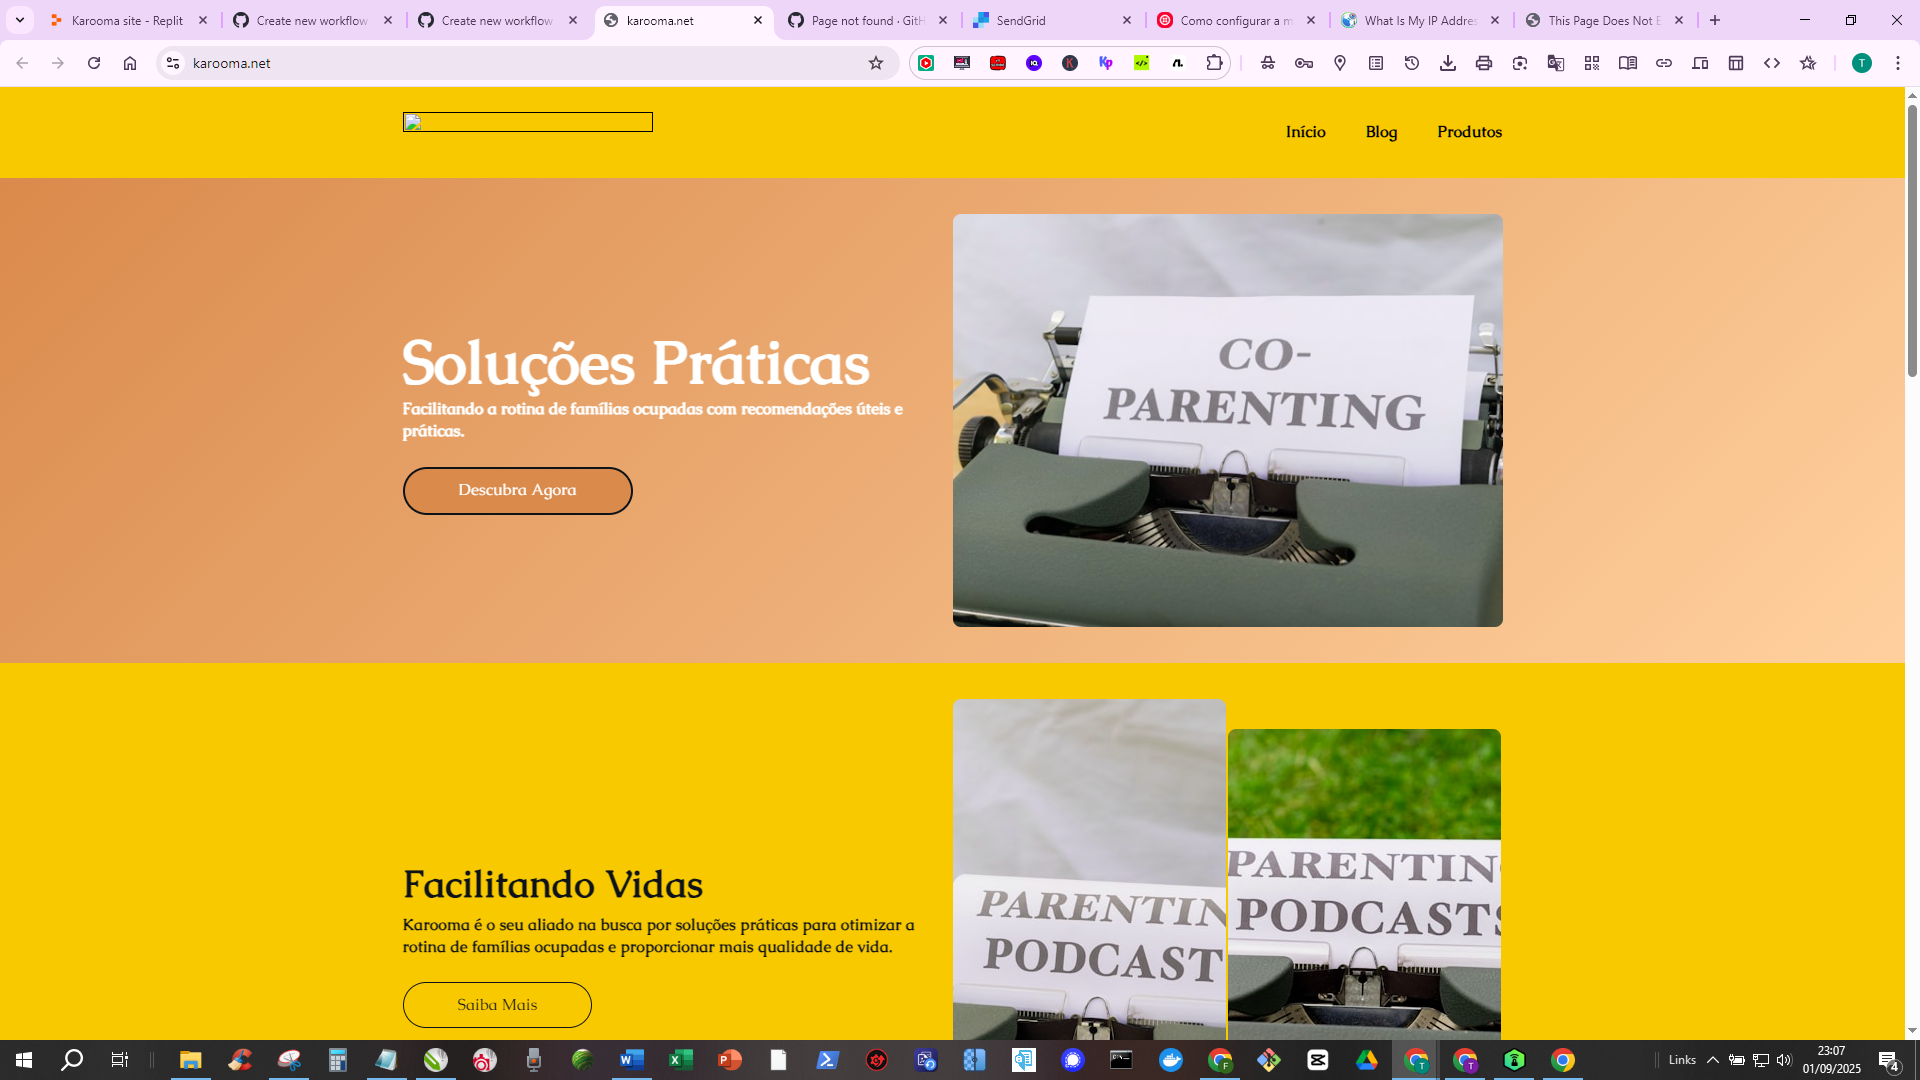 Karooma site - Replit
Create new workflow
Create new workflow
karooma.net
Page not found · GitH
SendGrid
Como configurar a m
What Is My IP Addres
This Page Does Not E
karooma.net
T
Início
Blog
Produtos
Soluções Práticas
Facilitando a rotina de famílias ocupadas com recomendações úteis e
práticas.
Descubra Agora
CO-
PARENTING
Facilitando Vidas
Karooma é o seu aliado na busca por soluções práticas para otimizar a
rotina de famílias ocupadas e proporcionar mais qualidade de vida.
Saiba Mais
PARENTIN
PODCAST
PARENTIN
PODCASTS
Links
23:07
01/09/2025
4